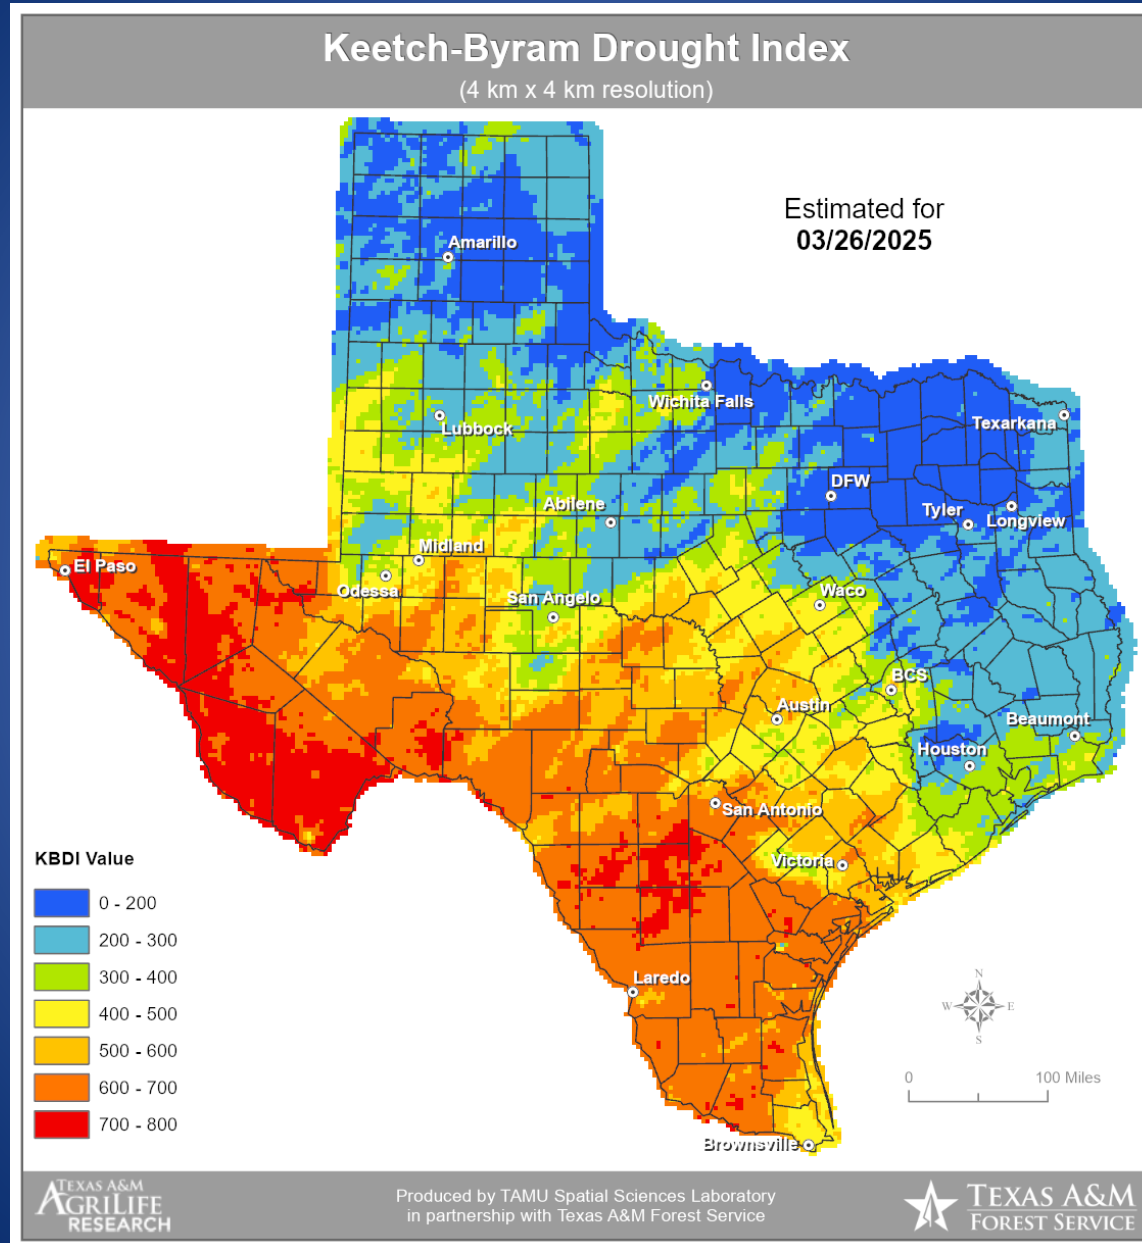 Keetch-Byram Drought Index
(4 km x 4 km resolution)
Estimated for
03/26/2025
Amarillo
Wichita Falls
Texarkana
Lubbock
DFW
Abilene
Tyler
Longview
Midland
El Paso
Odessa
San Angelo
Waco
BCS
Austin
Beaumont
Houston
San Antonio
Victoria
Laredo
Brownsville
KBDI Value
0 - 200
200 - 300
300 - 400
400 - 500
500 - 600
600 - 700
700 - 800
N
W
E
S
0
100 Miles
TEXAS A&M
AGRILIFE
RESEARCH
Produced by TAMU Spatial Sciences Laboratory
in partnership with Texas A&M Forest Service
TEXAS A&M
FOREST SERVICE